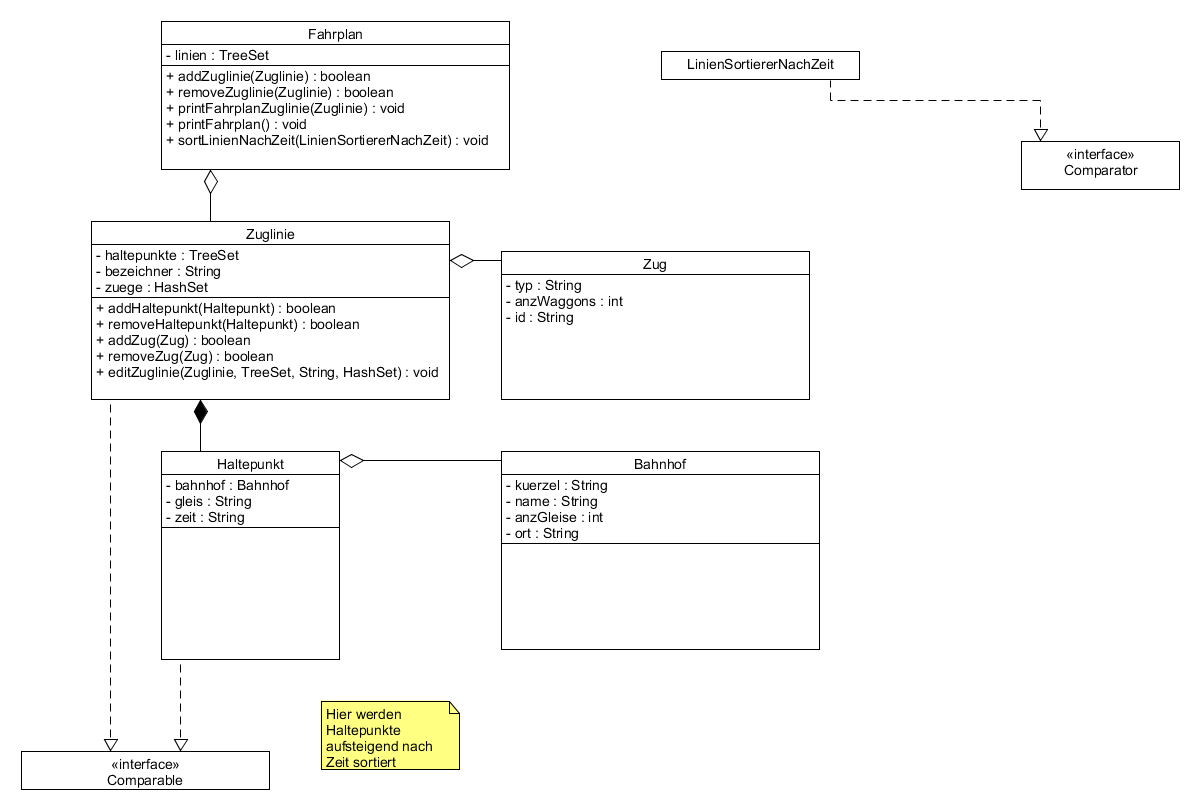 Fahrplan
- linien : TreeSet
+ addZuglinie(Zuglinie) : boolean
+ removeZuglinie(Zuglinie) : boolean
+ printFahrplanZuglinie(Zuglinie) : void
+ printFahrplan() : void
+ sortLinienNachZeit(LinienSortiererNachZeit) : void
LinienSortiererNachZeit
«interface»
Comparator
Zuglinie
- haltepunkte : TreeSet
- bezeichner : String
- zuege : HashSet
+ addHaltepunkt(Haltepunkt) : boolean
+ removeHaltepunkt(Haltepunkt) : boolean
+ addZug(Zug) : boolean
+ removeZug(Zug) : boolean
+ editZuglinie(Zuglinie, TreeSet, String, HashSet) : void
Zug
- typ : String
- anzWaggons : int
- id : String
Haltepunkt
- bahnhof : Bahnhof
- gleis : String
- zeit : String
Bahnhof
- kuerzel : String
- name : String
- anzGleise : int
- ort : String
Hier werden
Haltepunkte
aufsteigend nach
Zeit sortiert
«interface»
Comparable